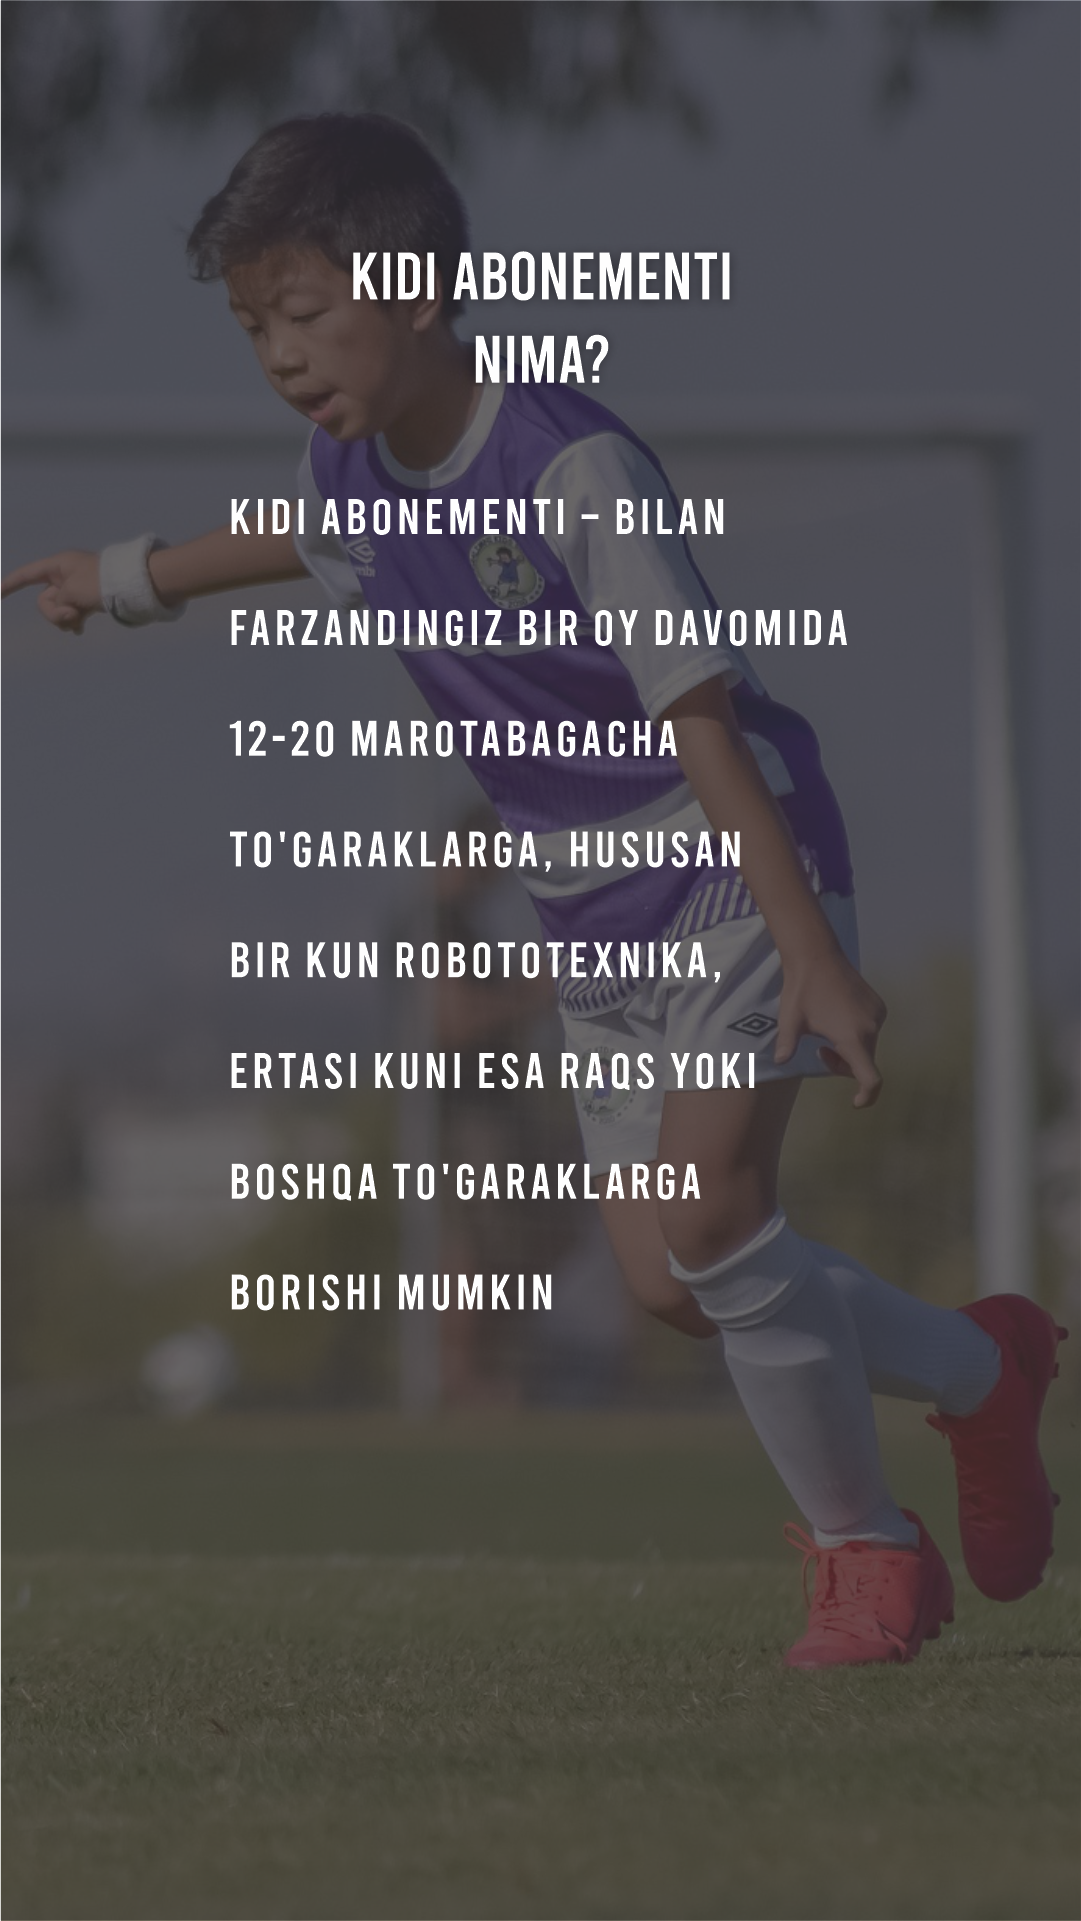 KIDI ABONEMENTI
NIMA?
KIDI ABONEMENTI – BILAN
FARZANDINGIZ BIR OY DAVOMIDA
12-20 MAROTABAGACHA
TO'GARAKLARGA, HUSUSAN
BIR KUN ROBOTOTEXNIKA,
ERTASI KUNI ESA RAQS YOKI
BOSHQA TO'GARAKLARGA
BORISHI MUMKIN